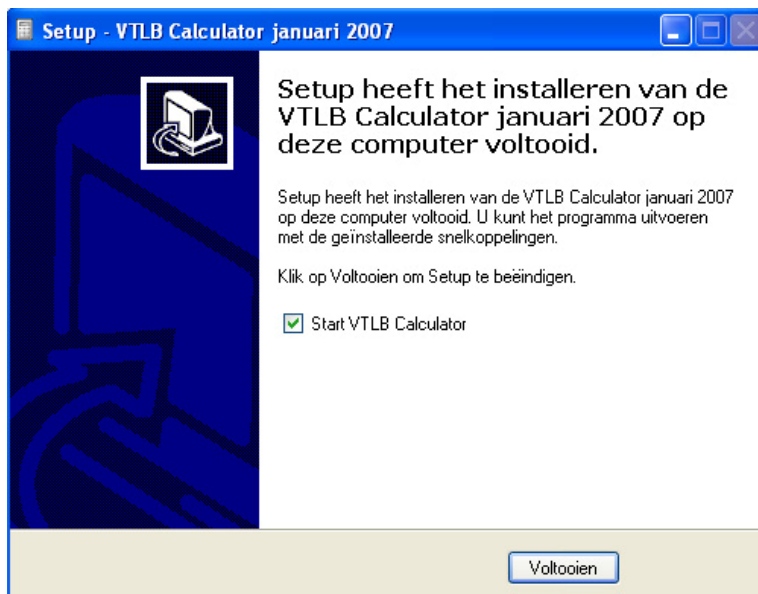 Setup - VTLB Calculator januari 2007
Setup heeft het installeren van de
VTLB Calculator januari 2007 op
deze computer voltooid.
Setup heeft het installeren van de VTLB Calculator januari 2007
op deze computer voltooid. U kunt het programma uitvoeren
met de geïnstalleerde snelkoppelingen.
Klik op Voltooien om Setup te beëindigen.
Start VTLB Calculator
Voltooien